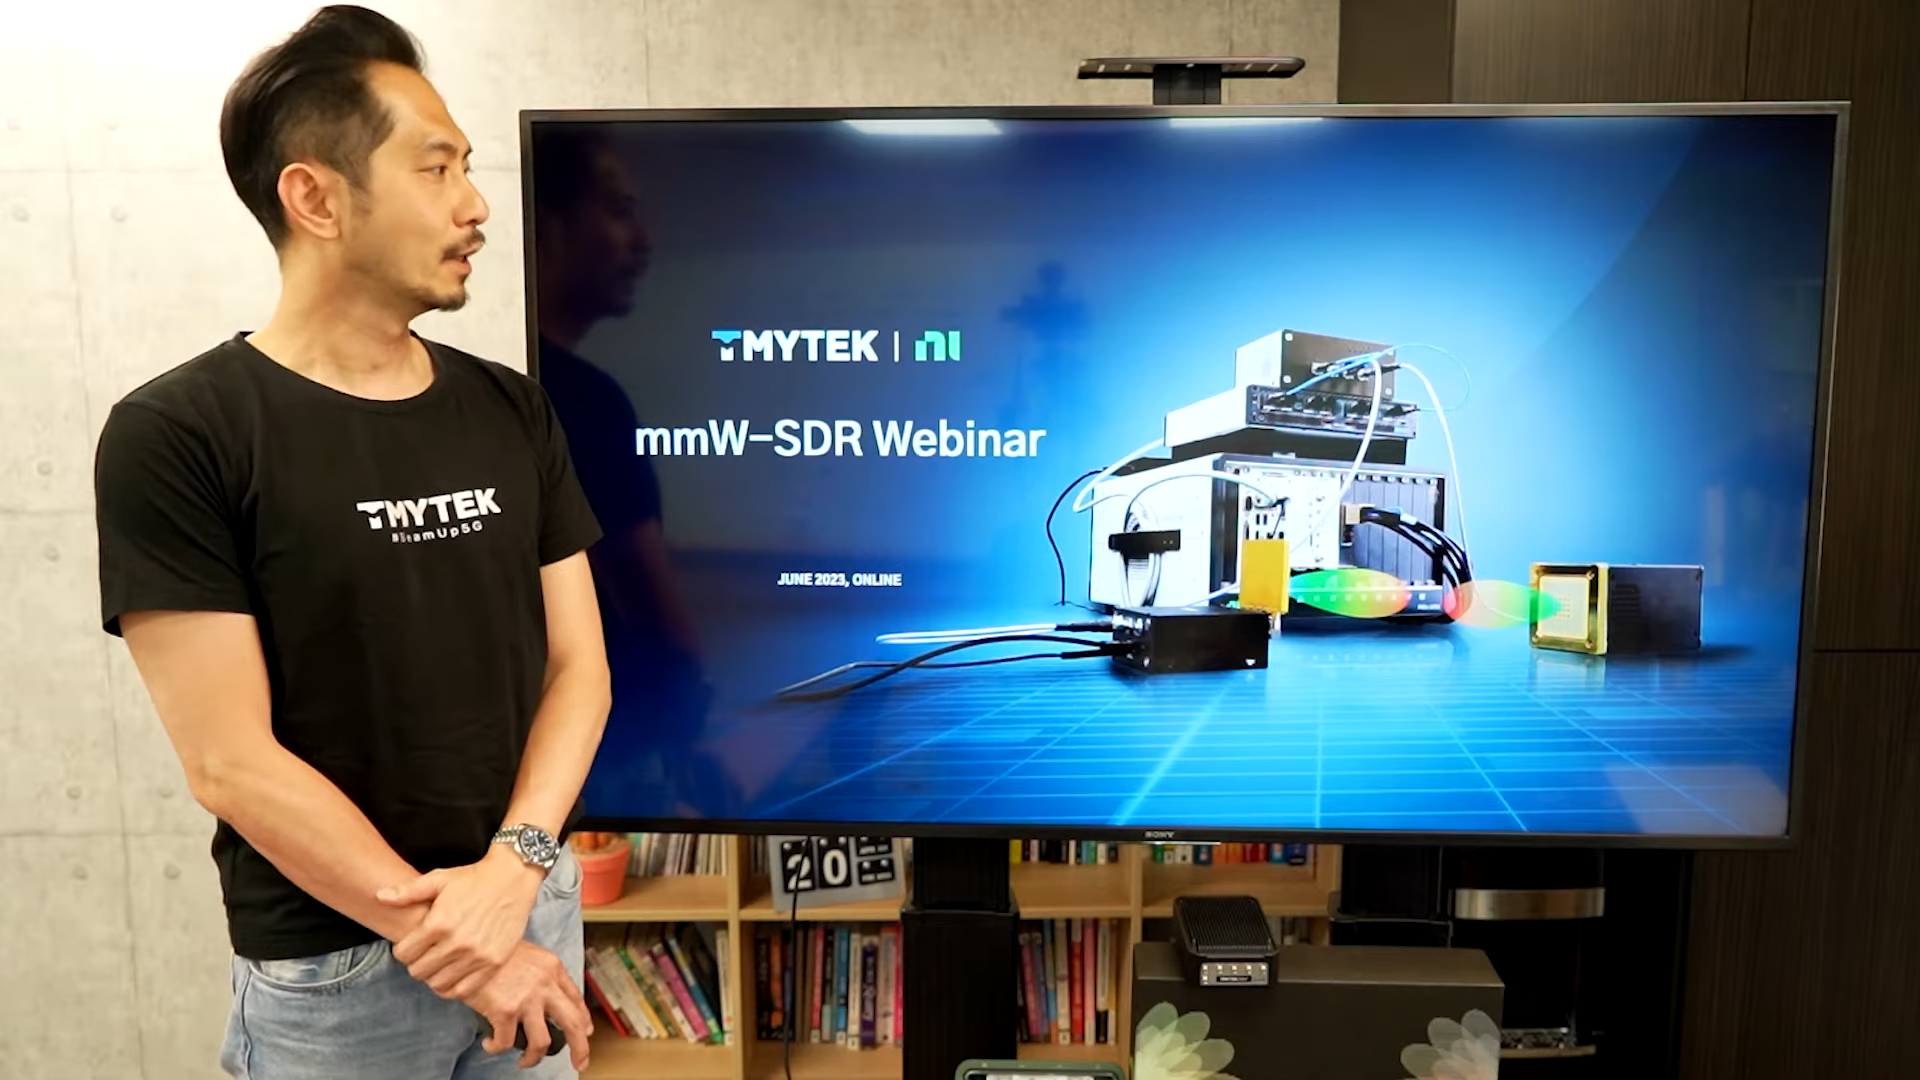 TMYTEK | ni
mmW-SDR Webinar
JUNE 2023, ONLINE
TMYTEK
#BeamUp5G
SONY
20